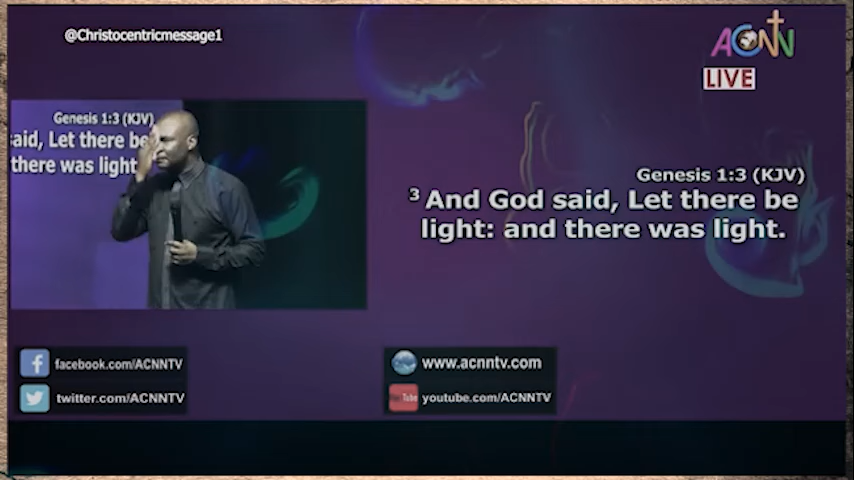 @Christocentricmessage1
ACNN
LIVE
Genesis 1:3 (KJV)
said, Let there be
there was light
Genesis 1:3 (KJV)
3 And God said, Let there be
light: and there was light.
facebook.com/ACNNTV
twitter.com/ACNNTV
www.acnntv.com
YouTube
youtube.com/ACNNTV